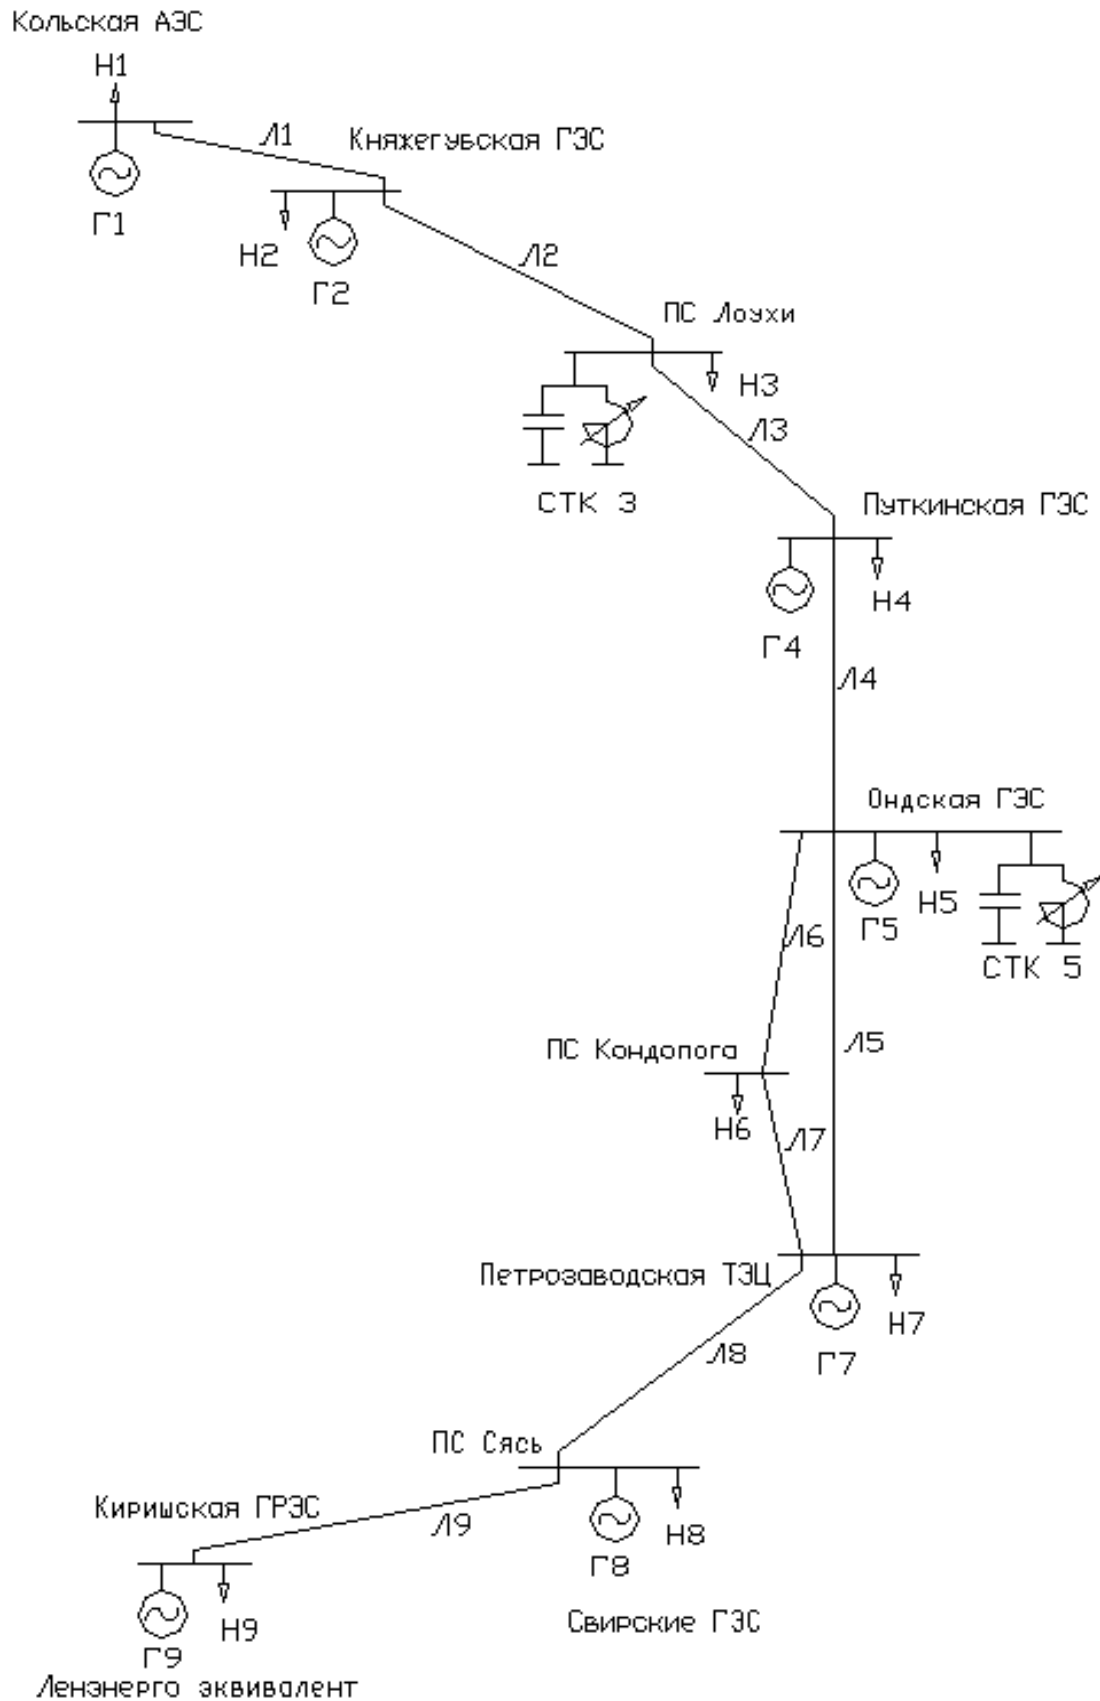 Кольская АЭС
Н1
Л1
Княжегубская ГЭС
Г1
Н2
Г2
Л2
ПС Лоухи
Н3
Л3
СТК 3
Путкинская ГЭС
Н4
Г4
Л4
Ондская ГЭС
Н5
Г5
Л6
СТК 5
ПС Кондопога
Л5
Н6
Л7
Петрозаводская ТЭЦ
Н7
Л8
Г7
ПС Сясь
Киришская ГРЭС
Л9
Н8
Г8
Свирские ГЭС
Н9
Г9
Ленэнерго эквивалент